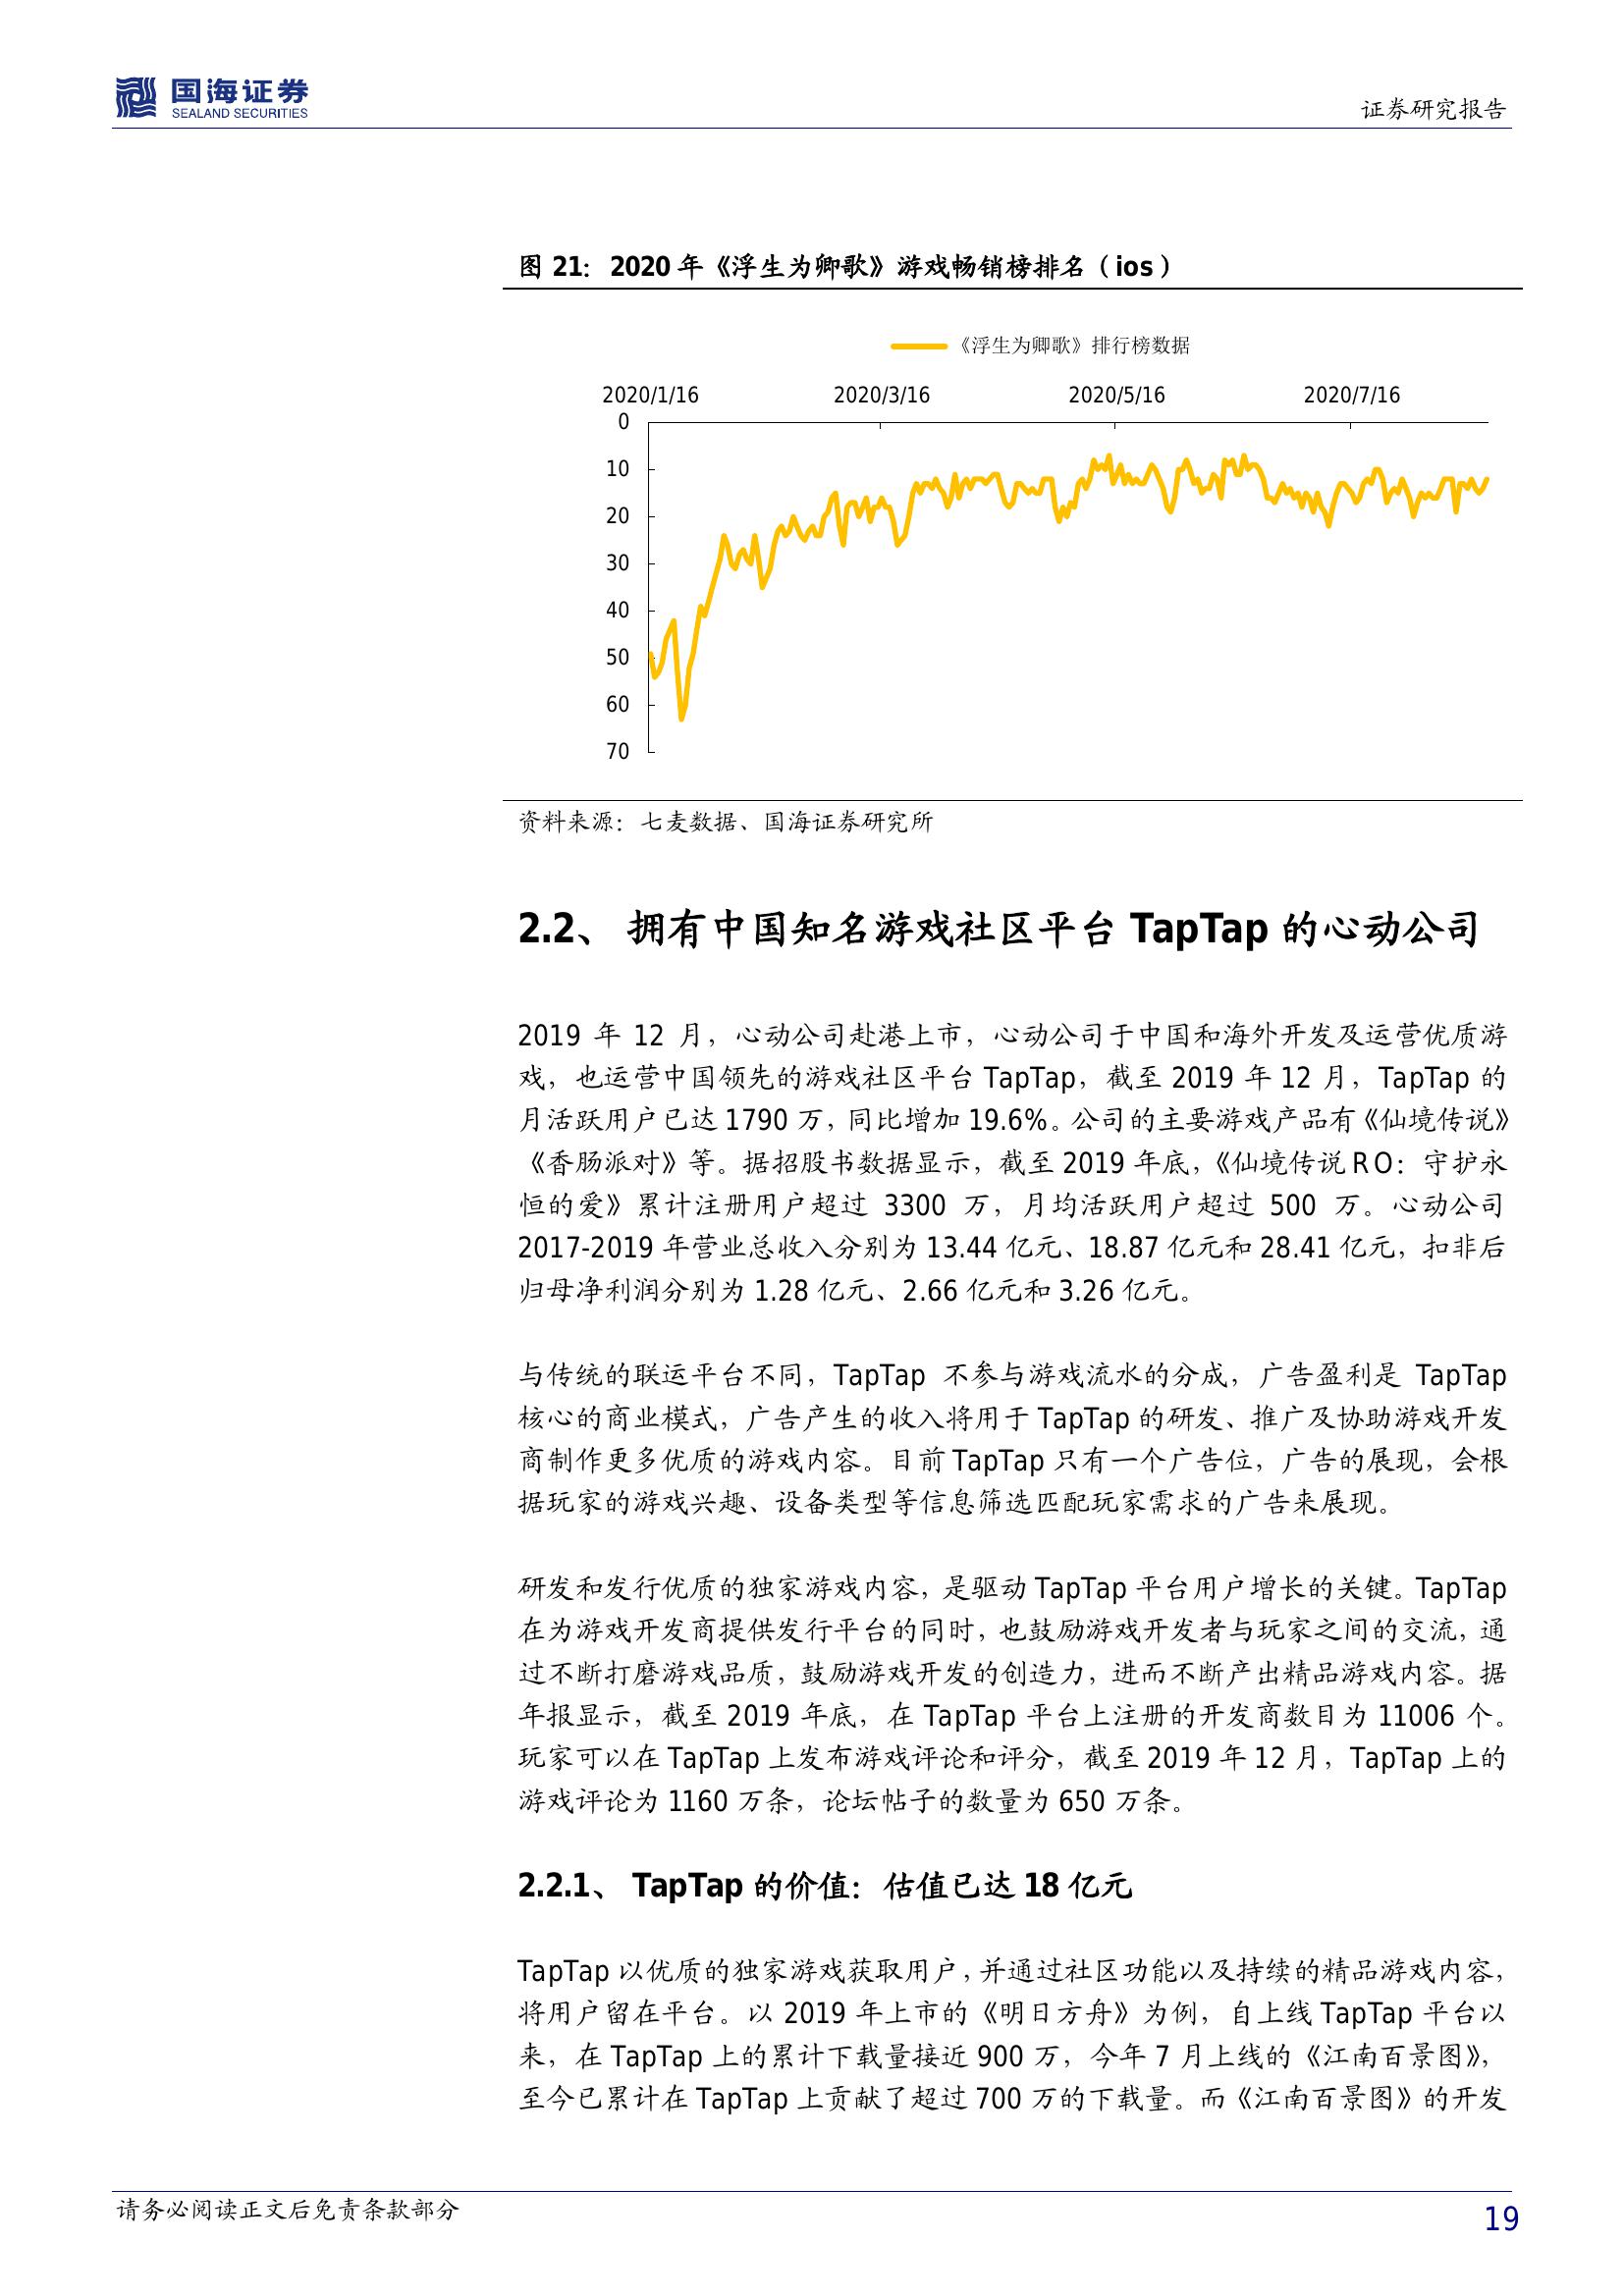 国海证券
SEALAND SECURITIES
证券研究报告
图 21：2020 年《浮生为卿歌》游戏畅销榜排名（ios）
《浮生为卿歌》排行榜数据
2020/1/16 2020/3/16 2020/5/16 2020/7/16
0
10
20
30
40
50
60
70
资料来源：七麦数据、国海证券研究所
2.2、 拥有中国知名游戏社区平台 TapTap 的心动公司
2019 年 12 月，心动公司赴港上市，心动公司于中国和海外开发及运营优质游
戏，也运营中国领先的游戏社区平台 TapTap，截至 2019 年 12 月，TapTap 的
月活跃用户已达 1790 万，同比增加 19.6%。公司的主要游戏产品有《仙境传说》
《香肠派对》等。据招股书数据显示，截至 2019 年底，《仙境传说 RO：守护永
恒的爱》累计注册用户超过 3300 万，月均活跃用户超过 500 万。心动公司
2017-2019 年营业总收入分别为 13.44 亿元、18.87 亿元和 28.41 亿元，扣非后
归母净利润分别为 1.28 亿元、2.66 亿元和 3.26 亿元。
与传统的联运平台不同，TapTap 不参与游戏流水的分成，广告盈利是 TapTap
核心的商业模式，广告产生的收入将用于 TapTap 的研发、推广及协助游戏开发
商制作更多优质的游戏内容。目前 TapTap 只有一个广告位，广告的展现，会根
据玩家的游戏兴趣、设备类型等信息筛选匹配玩家需求的广告来展现。
研发和发行优质的独家游戏内容，是驱动 TapTap 平台用户增长的关键。TapTap
在为游戏开发商提供发行平台的同时，也鼓励游戏开发者与玩家之间的交流，通
过不断打磨游戏品质，鼓励游戏开发的创造力，进而不断产出精品游戏内容。据
年报显示，截至 2019 年底，在 TapTap 平台上注册的开发商数目为 11006 个。
玩家可以在 TapTap 上发布游戏评论和评分，截至 2019 年 12 月，TapTap 上的
游戏评论为 1160 万条，论坛帖子的数量为 650 万条。
2.2.1、 TapTap 的价值：估值已达 18 亿元
TapTap 以优质的独家游戏获取用户，并通过社区功能以及持续的精品游戏内容，
将用户留在平台。以 2019 年上市的《明日方舟》为例，自上线 TapTap 平台以
来，在 TapTap 上的累计下载量接近 900 万，今年 7 月上线的《江南百景图》，
至今已累计在 TapTap 上贡献了超过 700 万的下载量。而《江南百景图》的开发
请务必阅读正文后免责条款部分
19